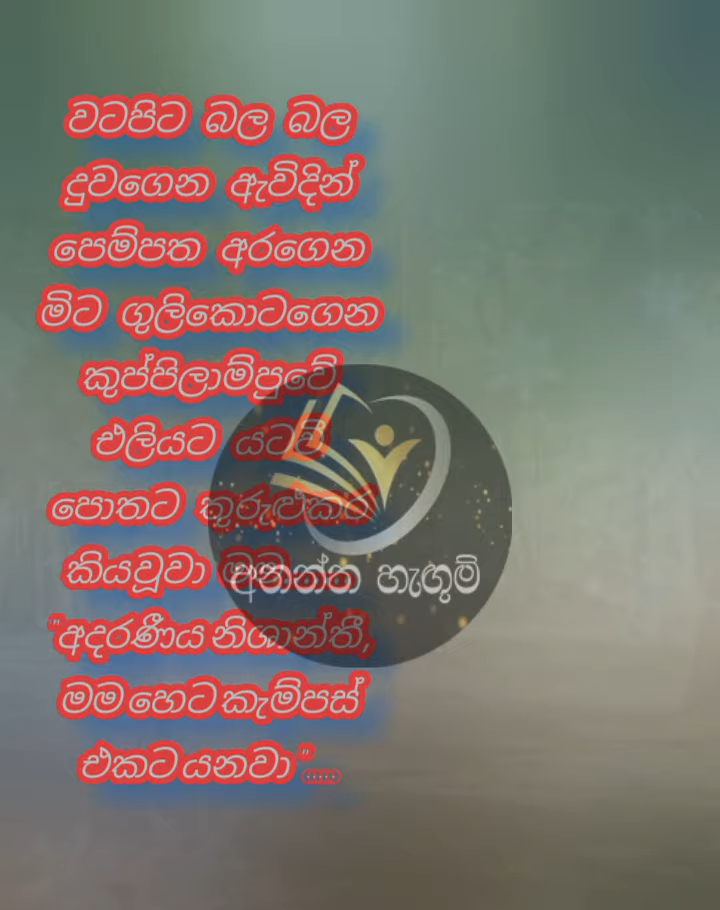 වටපිට බල බල
දුවගෙන ඇවිදින්
පෙම්පත අරගෙන
මිට ගුලිකොටගෙන
කුප්පිලාම්පුවේ
එලියට යටවී,
පොතට කුරුළුකර
කියවූවා
"අදරණීය නිශාන්තී,
මම හෙට කැම්පස්
එකට යනවා".....
අනන්ත හැඟුම්